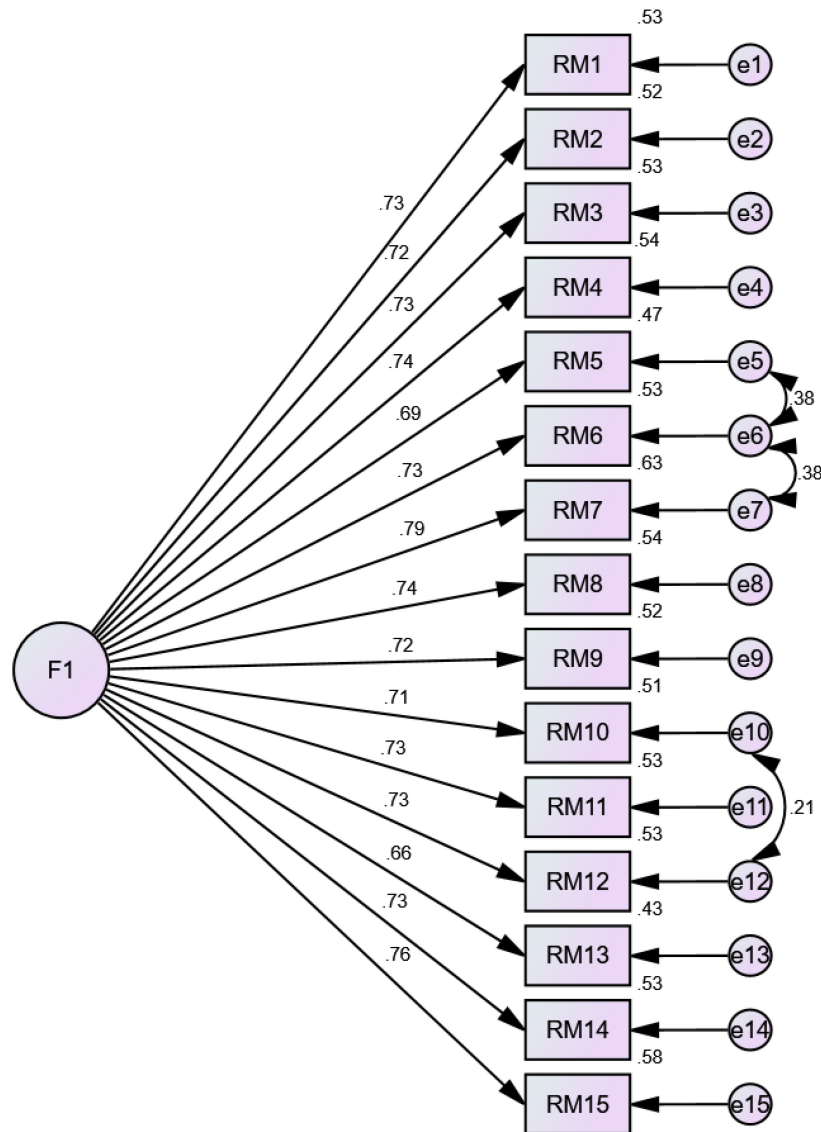 .53
RM1
e1
.52
RM2
e2
.53
.73
RM3
e3
.54
.72
RM4
e4
.73
.47
.74
RM5
e5
.53
.38
.69
RM6
e6
.63
.73
.38
RM7
e7
.79
.54
.74
RM8
e8
.52
.72
RM9
e9
F1
.51
.71
RM10
e10
.73
.53
RM11
e11
.21
.73
.53
.66
RM12
e12
.43
.73
RM13
e13
.76
.53
RM14
e14
.58
RM15
e15